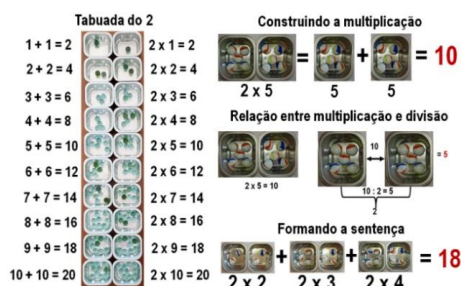 Tabuada do 2
1 + 1 = 2 2 x 1 = 2
2 + 2 = 4 2 x 2 = 4
3 + 3 = 6 2 x 3 = 6
4 + 4 = 8 2 x 4 = 8
5 + 5 = 10 2 x 5 = 10
6 + 6 = 12 2 x 6 = 12
7 + 7 = 14 2 x 7 = 14
8 + 8 = 16 2 x 8 = 16
9 + 9 = 18 2 x 9 = 18
10 + 10 = 20 2 x 10 = 20
Construindo a multiplicação
= + = 10
2 x 5 5 5
Relação entre multiplicação e divisão
10
= 5
2 x 5 = 10
10 : 2 = 5
2
Formando a sentença
+ + = 18
2 x 2 2 x 3 2 x 4